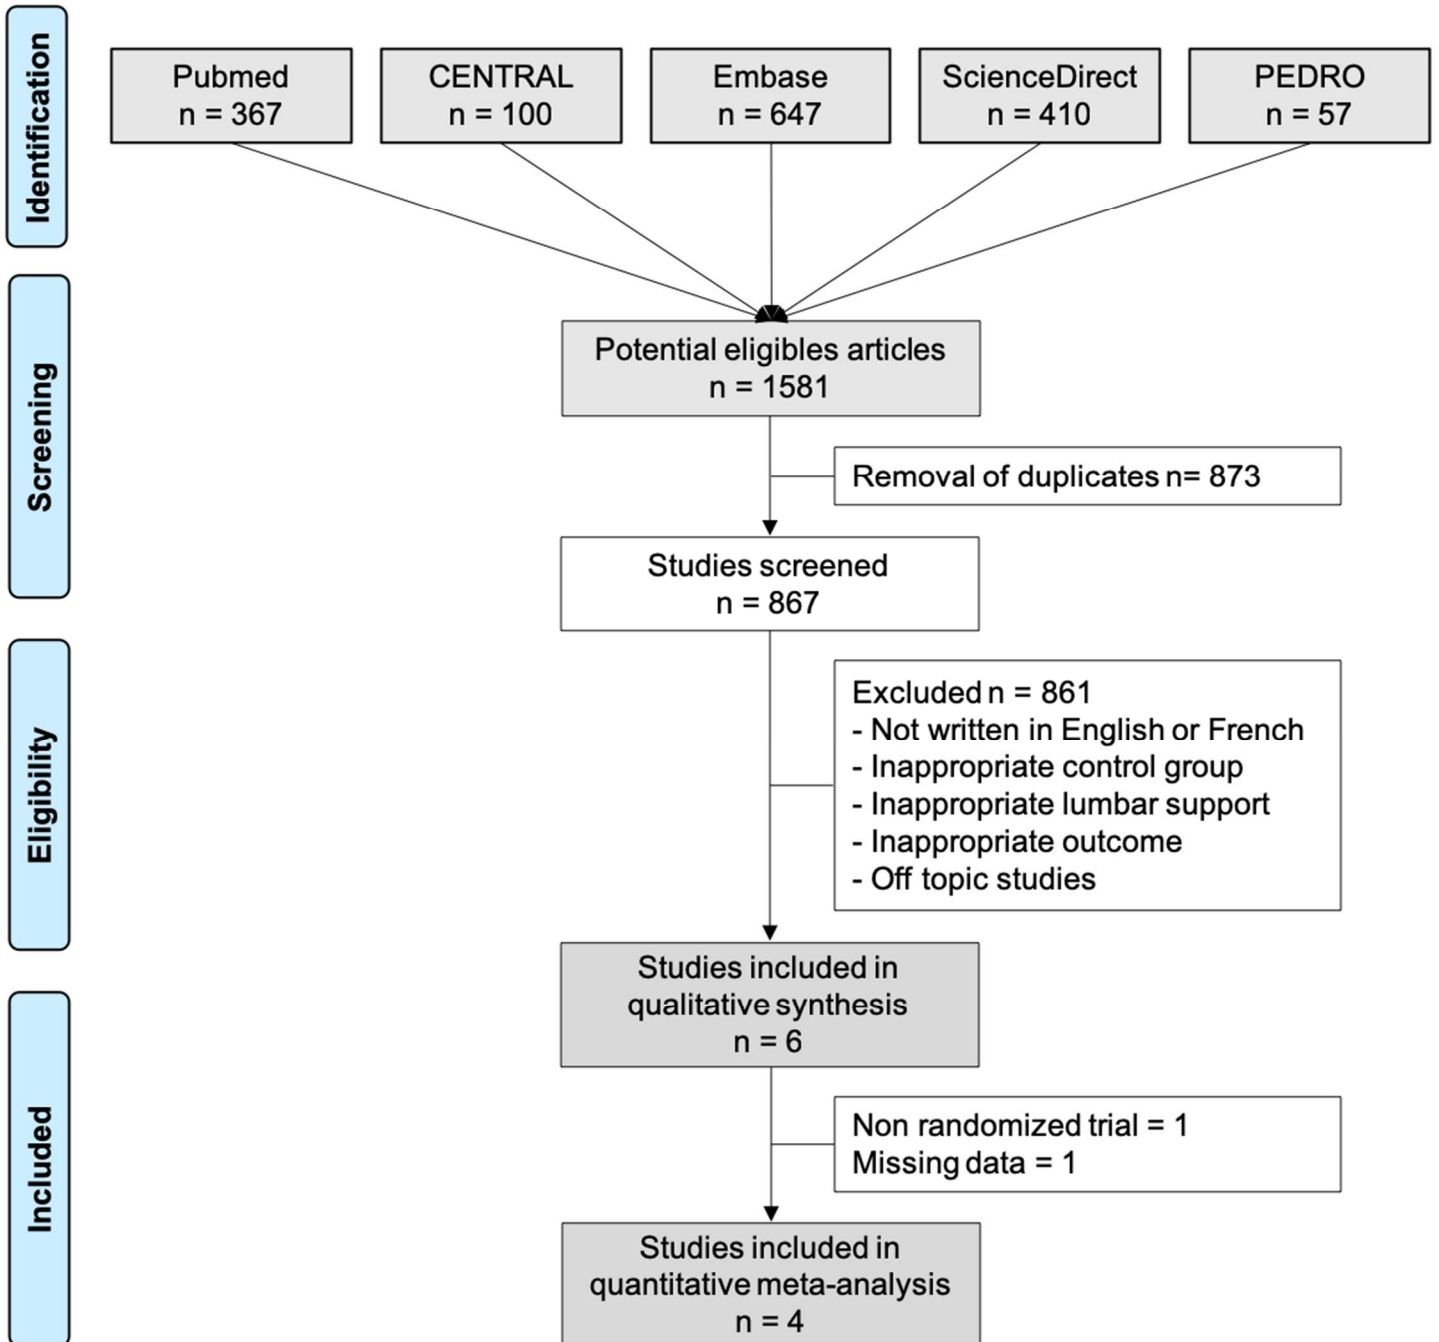 Identification
Pubmed
n = 367
CENTRAL
n = 100
Embase
n = 647
ScienceDirect
n = 410
PEDRO
n = 57
Screening
Potential eligibles articles
n = 1581
Removal of duplicates n= 873
Studies screened
n = 867
Eligibility
Excluded n = 861
- Not written in English or French
- Inappropriate control group
- Inappropriate lumbar support
- Inappropriate outcome
- Off topic studies
Studies included in
qualitative synthesis
n = 6
Included
Non randomized trial = 1
Missing data = 1
Studies included in
quantitative meta-analysis
n = 4